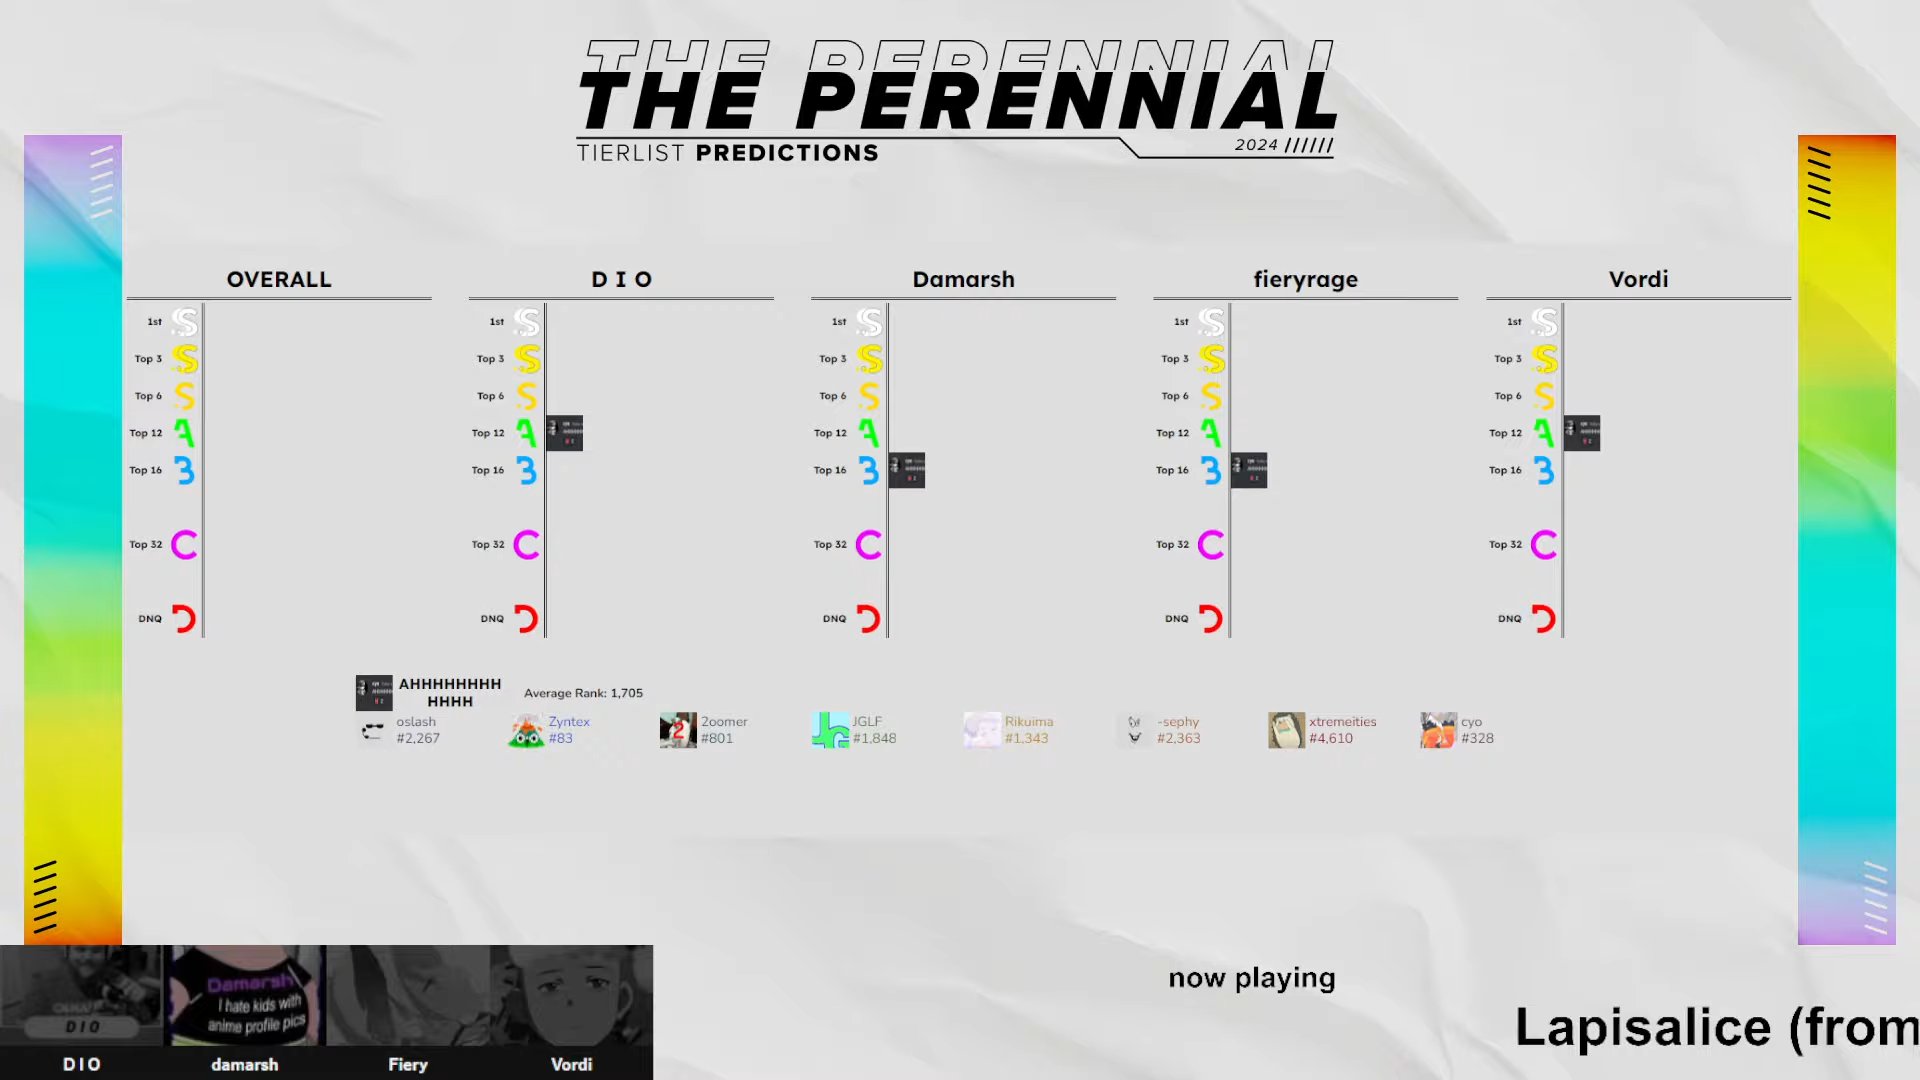 THE PERENNIAL
THE PERENNIAL
TIERLIST PREDICTIONS
2024 //////
OVERALL
1st S
Top 3 S
Top 6 S
Top 12 A
Top 16 B
Top 32 C
DNQ D
D I O
1st S
Top 3 S
Top 6 S
Top 12 A
Top 16 B
Top 32 C
DNQ D
Damarsh
1st S
Top 3 S
Top 6 S
Top 12 A
Top 16 B
Top 32 C
DNQ D
fieryrage
1st S
Top 3 S
Top 6 S
Top 12 A
Top 16 B
Top 32 C
DNQ D
Vordi
1st S
Top 3 S
Top 6 S
Top 12 A
Top 16 B
Top 32 C
DNQ D
AHHHHHHHH
HHHH
Average Rank: 1,705
oslash
#2,267
Zyntex
#83
2
2oomer
#801
JGLF
#1,848
Rikuima
#1,343
-sephy
#2,363
xtremeities
#4,610
cyo
#328
D I O
Damarsh
I hate kids with
anime profile pics
D I O
damarsh
Fiery
Vordi
now playing
Lapisalice (from